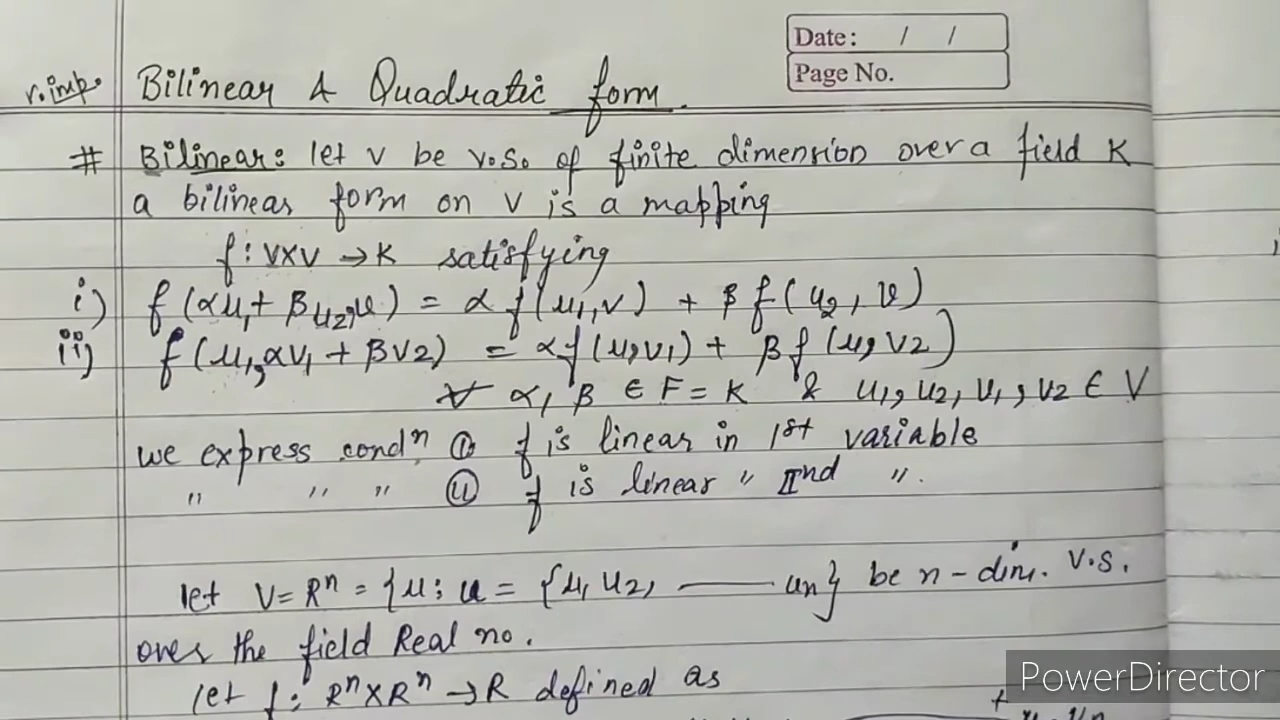 Date: / /
Page No.
v.imp. Bilinear & Quadratic form.
# Bilinear: let V be v.s. of finite dimension over a field K
a bilinear form on V is a mapping
f : V×V → K satisfying
i) f(αu₁ + βu₂, v) = α f(u₁, v) + β f(u₂, v)
ii) f(u, αv₁ + βv₂) = αf(u, v₁) + β f(u, v₂)
∀ α, β ∈ F = K & u₁, u₂, v₁, v₂ ∈ V
we express condⁿ (i) f is linear in 1st variable
" " " (ii) f is linear " IInd ".
let V = Rⁿ = {u : u = {u₁ u₂, —— uₙ} be n-dim. V.S.
over the field Real no.
let f : Rⁿ×Rⁿ → R defined as
PowerDirector